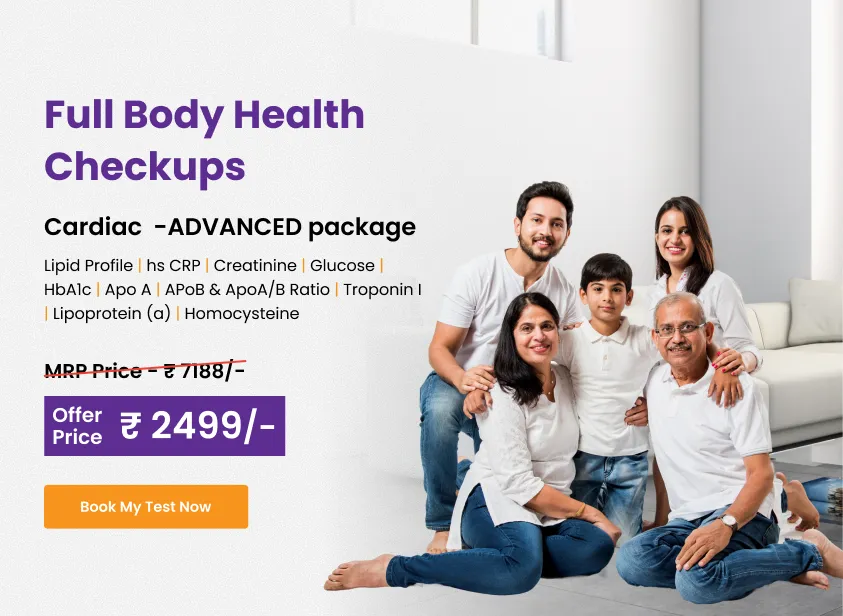 Full Body Health
Checkups
Cardiac -ADVANCED package
Lipid Profile | hs CRP | Creatinine | Glucose |
HbA1c | Apo A | APoB & ApoA/B Ratio | Troponin I
| Lipoprotein (a) | Homocysteine
MRP Price - ₹ 7188/-
Offer
Price ₹ 2499/-
Book My Test Now